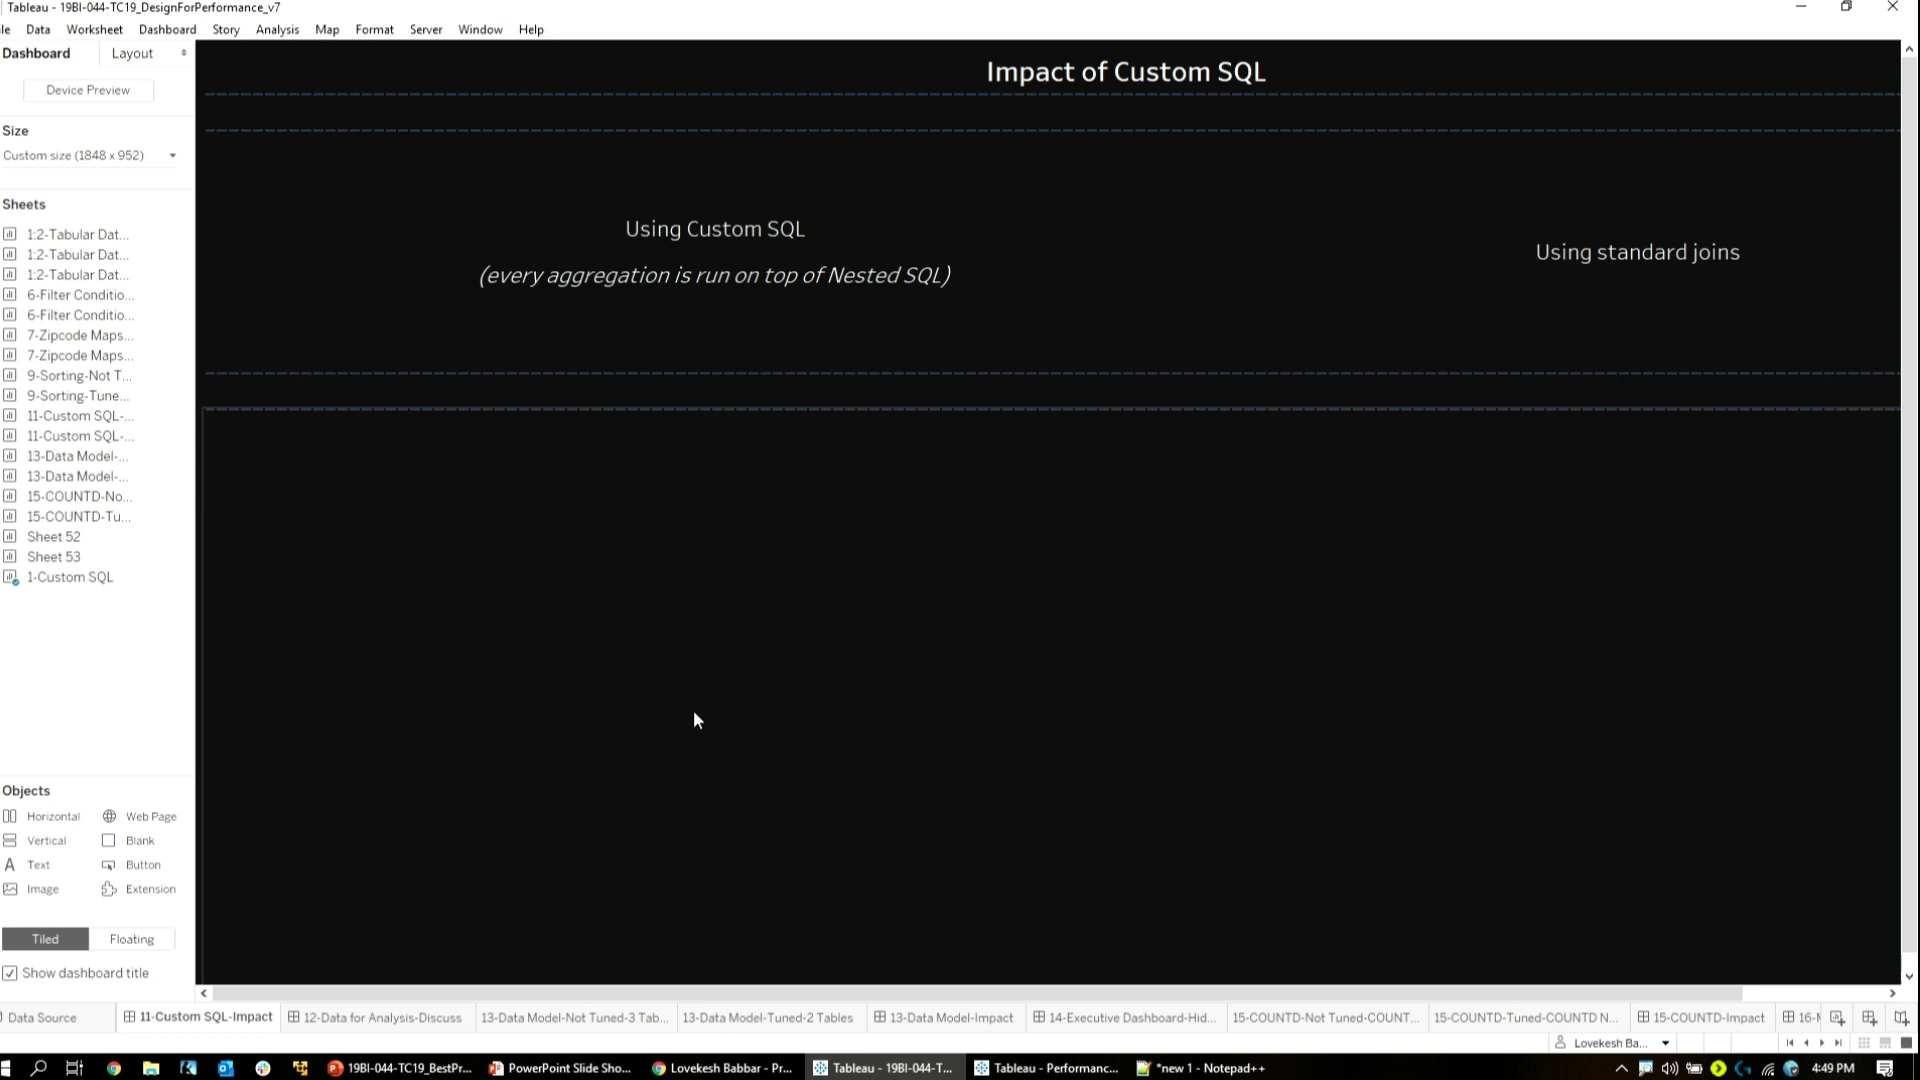 Tableau - 19BI-044-TC19_DesignForPerformance_v7
le Data Worksheet Dashboard Story Analysis Map Format Server Window Help
Dashboard Layout
Device Preview
Size
Custom size (1848 x 952)
Sheets
1:2-Tabular Dat...
1:2-Tabular Dat...
1:2-Tabular Dat...
6-Filter Conditio...
6-Filter Conditio...
7-Zipcode Maps...
7-Zipcode Maps...
9-Sorting-Not T...
9-Sorting-Tune...
11-Custom SQL-...
11-Custom SQL-...
13-Data Model-...
13-Data Model-...
15-COUNTD-No...
15-COUNTD-Tu...
Sheet 52
Sheet 53
1-Custom SQL
Objects
Horizontal Web Page
Vertical Blank
Text Button
Image Extension
Tiled Floating
Show dashboard title
Impact of Custom SQL
Using Custom SQL
(every aggregation is run on top of Nested SQL)
Using standard joins
Data Source 11-Custom SQL-Impact 12-Data for Analysis-Discuss 13-Data Model-Not Tuned-3 Tab... 13-Data Model-Tuned-2 Tables 13-Data Model-Impact 14-Executive Dashboard-Hid... 15-COUNTD-Not Tuned-COUNT... 15-COUNTD-Tuned-COUNTD N... 15-COUNTD-Impact 16-M
Lovekesh Ba...
19BI-044-TC19_BestPr... PowerPoint Slide Sho... Lovekesh Babbar - Pr... Tableau - 19BI-044-T... Tableau - Performanc... *new 1 - Notepad++ 4:49 PM